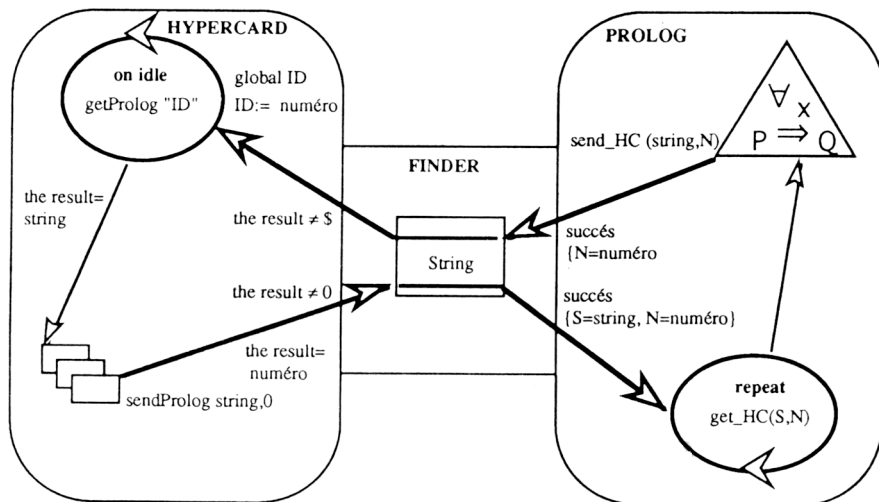 HYPERCARD
on idle
getProlog "ID"
global ID
ID:= numéro
the result=
string
the result ≠ $
the result ≠ 0
the result=
numéro
sendProlog string,0
FINDER
String
PROLOG
∀
x
P ⇒ Q
send_HC (string,N)
succés
{N=numéro
succés
{S=string, N=numéro}
repeat
get_HC(S,N)